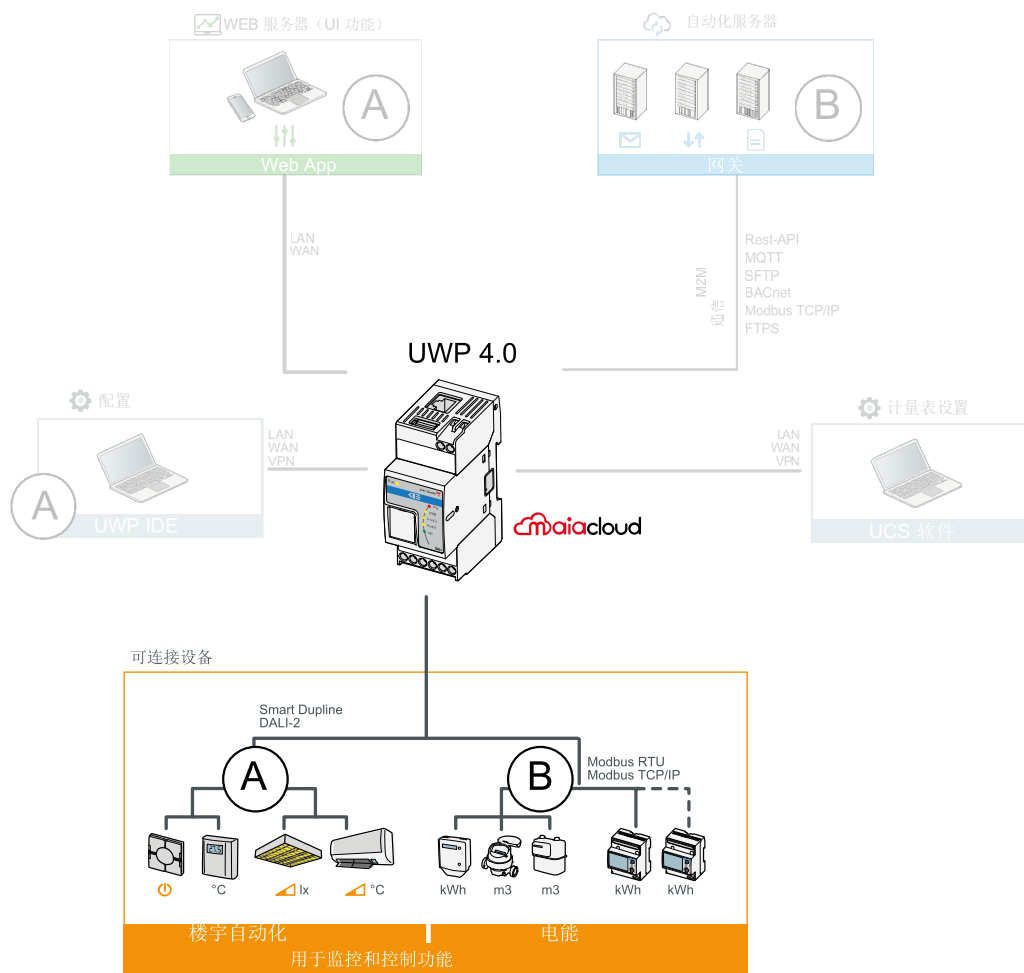 WEB 服务器（UI 功能）
自动化服务器
A
B
Web App
网关
LAN
WAN
Rest-API
MQTT
SFTP
BACnet
Modbus TCP/IP
FTPS
M2M
通信
UWP 4.0
配置
计量表设置
LAN
WAN
VPN
LAN
WAN
VPN
A
UWP IDE
UCS 软件
maiacloud
可连接设备
Smart Dupline
DALI-2
A
B
Modbus RTU
Modbus TCP/IP
°C
lx
°C
kWh
m3
m3
kWh
kWh
楼宇自动化
电能
用于监控和控制功能